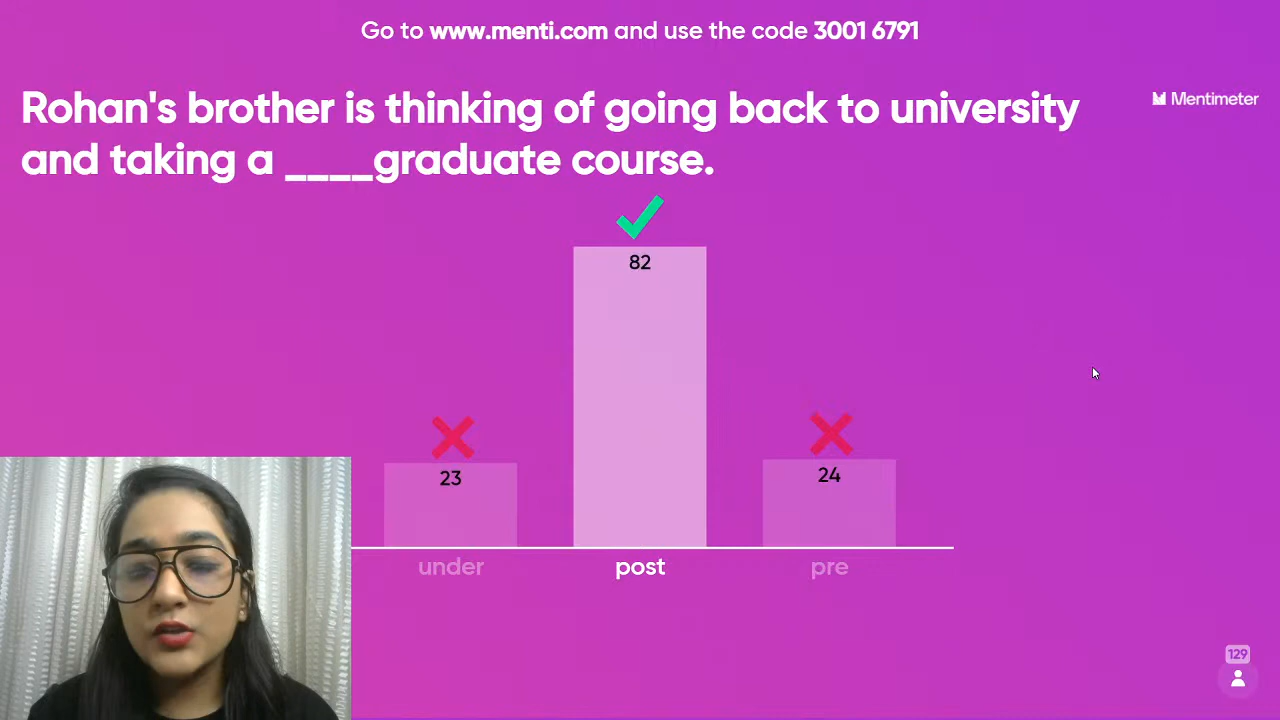 Go to www.menti.com and use the code 3001 6791
Rohan's brother is thinking of going back to university
and taking a ____graduate course.
Mentimeter
82
23
24
under
post
pre
129